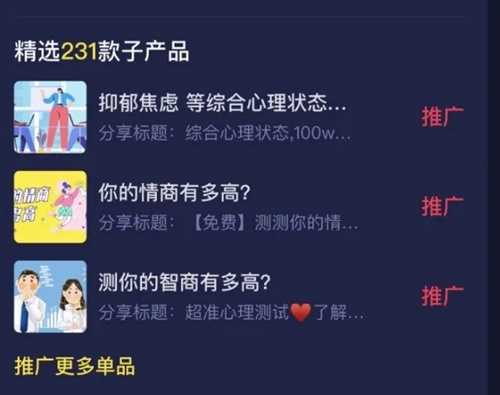 精选231款子产品
抑郁焦虑 等综合心理状态...
分享标题：综合心理状态,100w...
推广
的情商
多高
你的情商有多高?
分享标题：【免费】测测你的情...
推广
测你的智商有多高?
分享标题：超准心理测试❤️了解...
推广
推广更多单品